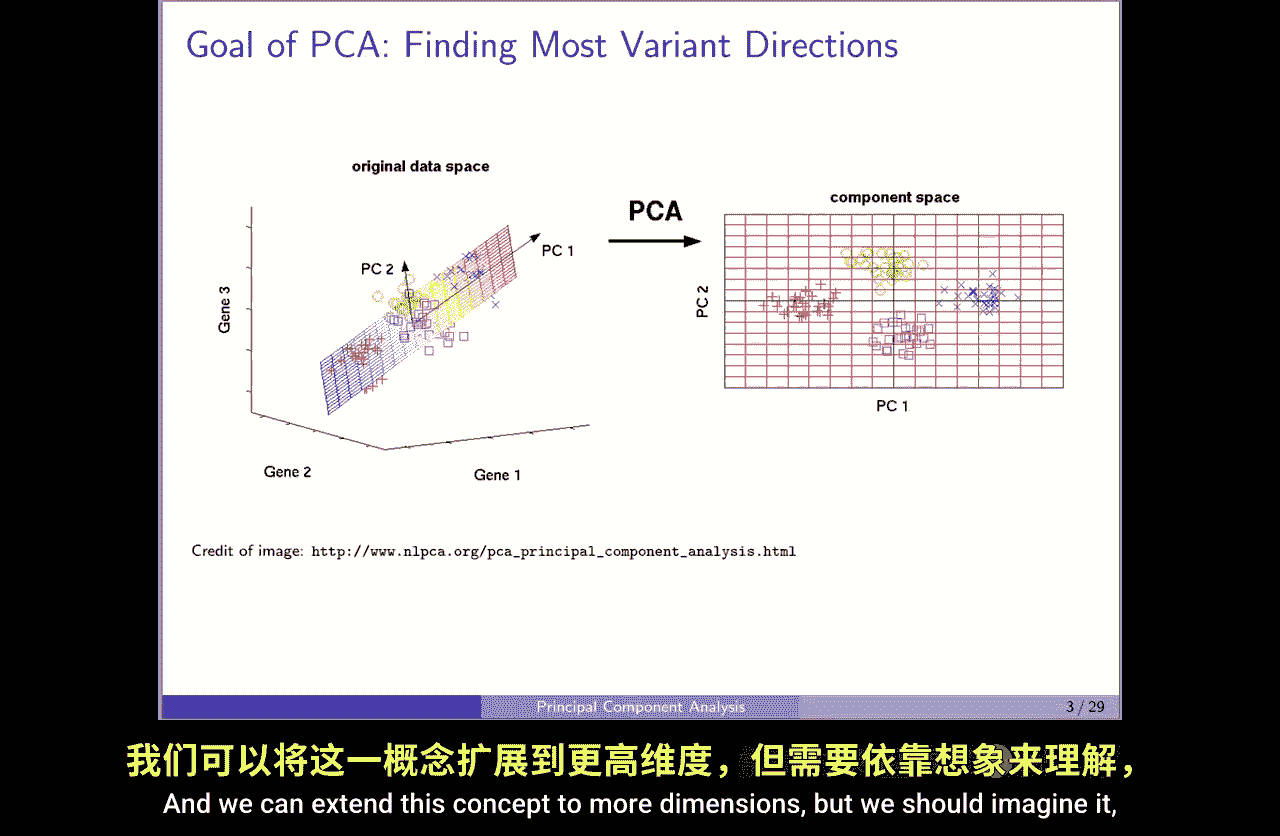 Goal of PCA: Finding Most Variant Directions
original data space
PCA
component space
PC 1
PC 2
Gene 3
PC 2
PC 1
Gene 2
Gene 1
Credit of image: http://www.nlpca.org/pca_principal_component_analysis.html
Principal Component Analysis
3 / 29
我们可以将这一概念扩展到更高维度，但需要依靠想象来理解，
And we can extend this concept to more dimensions, but we should imagine it,